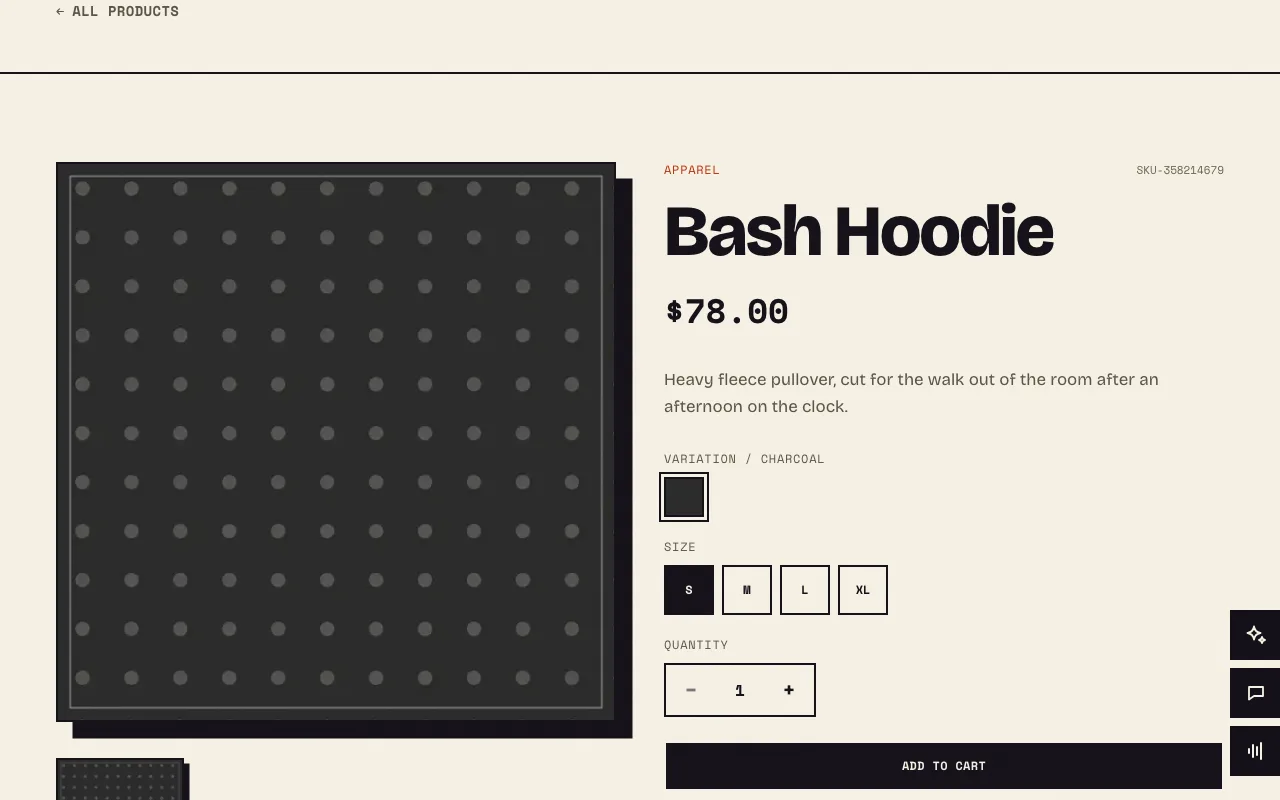 ← ALL PRODUCTS
APPAREL
SKU-358214679
Bash Hoodie
$78.00
Heavy fleece pullover, cut for the walk out of the room after an
afternoon on the clock.
VARIATION / CHARCOAL
SIZE
S M L XL
QUANTITY
− 1 +
ADD TO CART